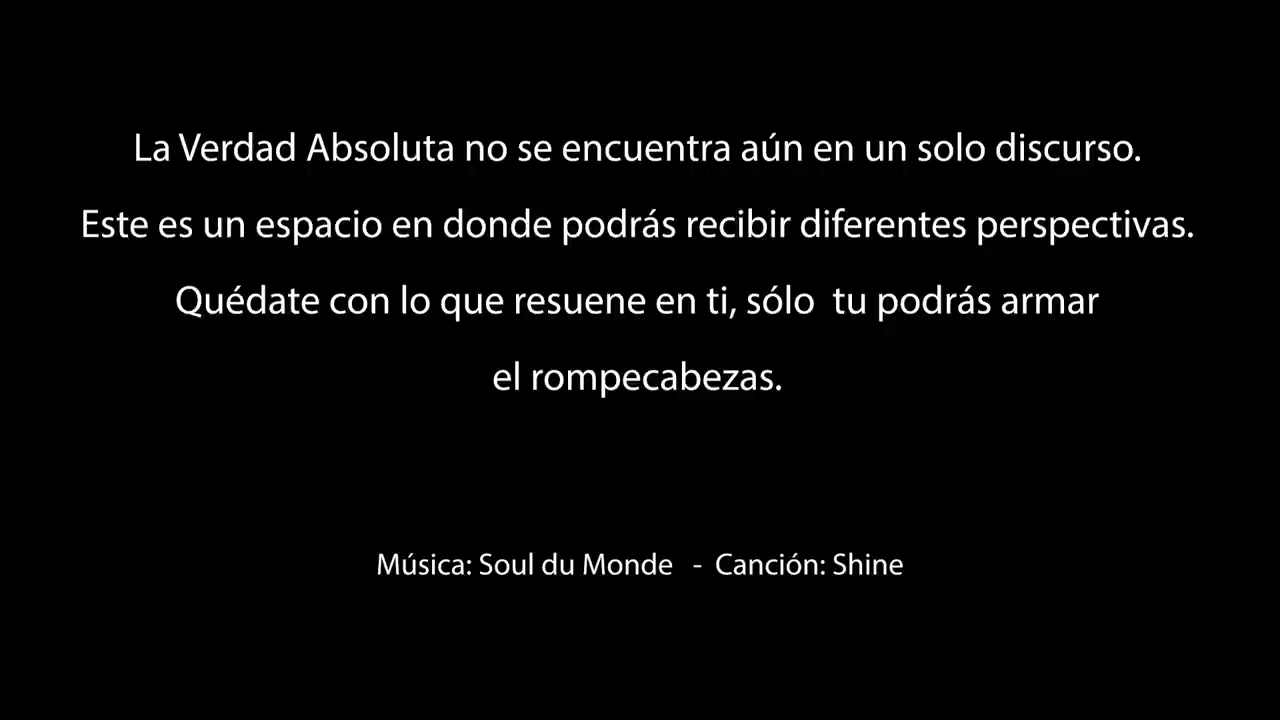 La Verdad Absoluta no se encuentra aún en un solo discurso.
Este es un espacio en donde podrás recibir diferentes perspectivas.
Quédate con lo que resuene en ti, sólo  tu podrás armar
el rompecabezas.
Música: Soul du Monde  -  Canción: Shine